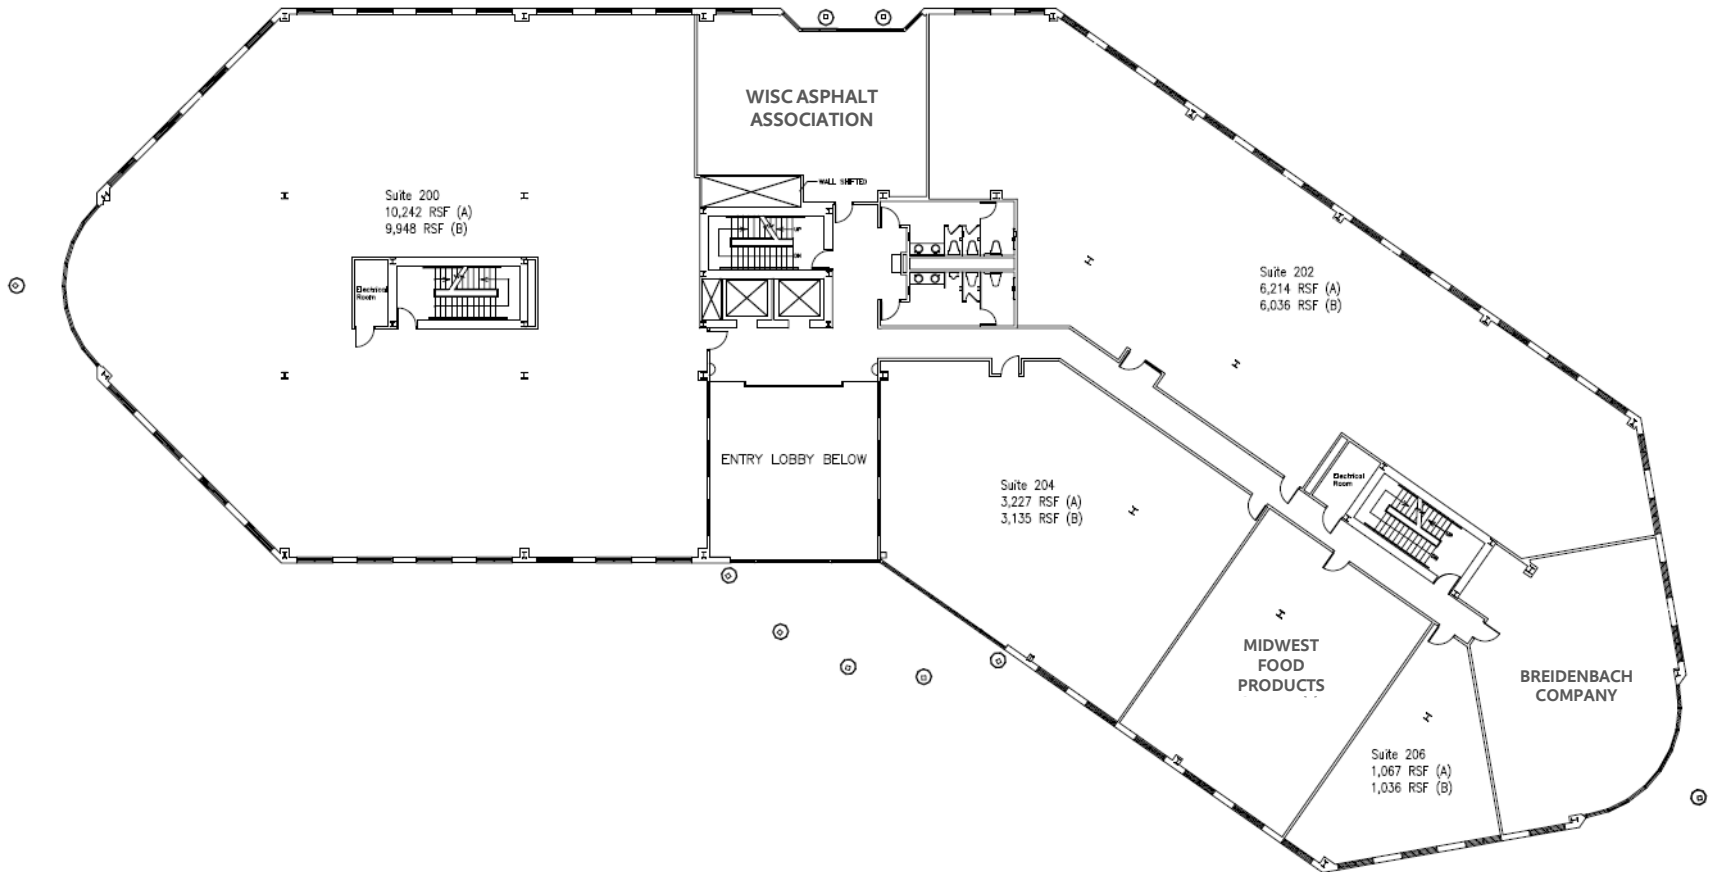 WISC ASPHALT
ASSOCIATION
WALL SHIFTED
Suite 200
10,242 RSF (A)
9,948 RSF (B)
UP
DN
Electrical
Room
Suite 202
6,214 RSF (A)
6,036 RSF (B)
ENTRY LOBBY BELOW
Suite 204
3,227 RSF (A)
3,135 RSF (B)
Electrical
Room
MIDWEST
FOOD
PRODUCTS
BREIDENBACH
COMPANY
Suite 206
1,067 RSF (A)
1,036 RSF (B)